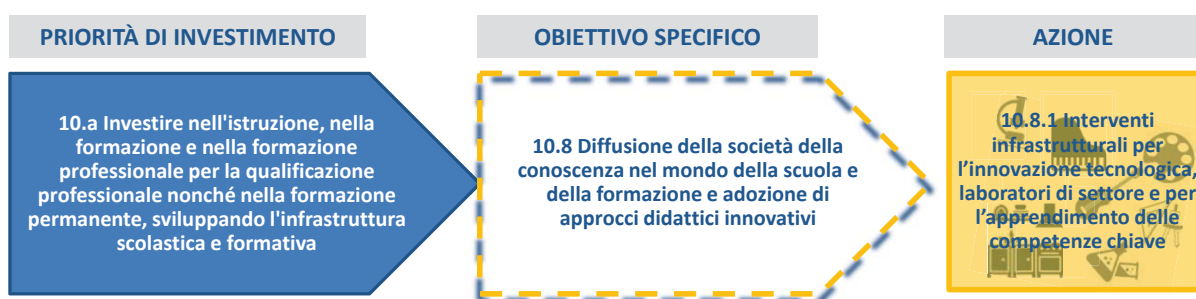 PRIORITÀ DI INVESTIMENTO
10.a Investire nell'istruzione, nella
formazione e nella formazione
professionale per la qualificazione
professionale nonché nella formazione
permanente, sviluppando l'infrastruttura
scolastica e formativa
OBIETTIVO SPECIFICO
10.8 Diffusione della società della
conoscenza nel mondo della scuola e
della formazione e adozione di
approcci didattici innovativi
AZIONE
10.8.1 Interventi
infrastrutturali per
l’innovazione tecnologica,
laboratori di settore e per
l’apprendimento delle
competenze chiave